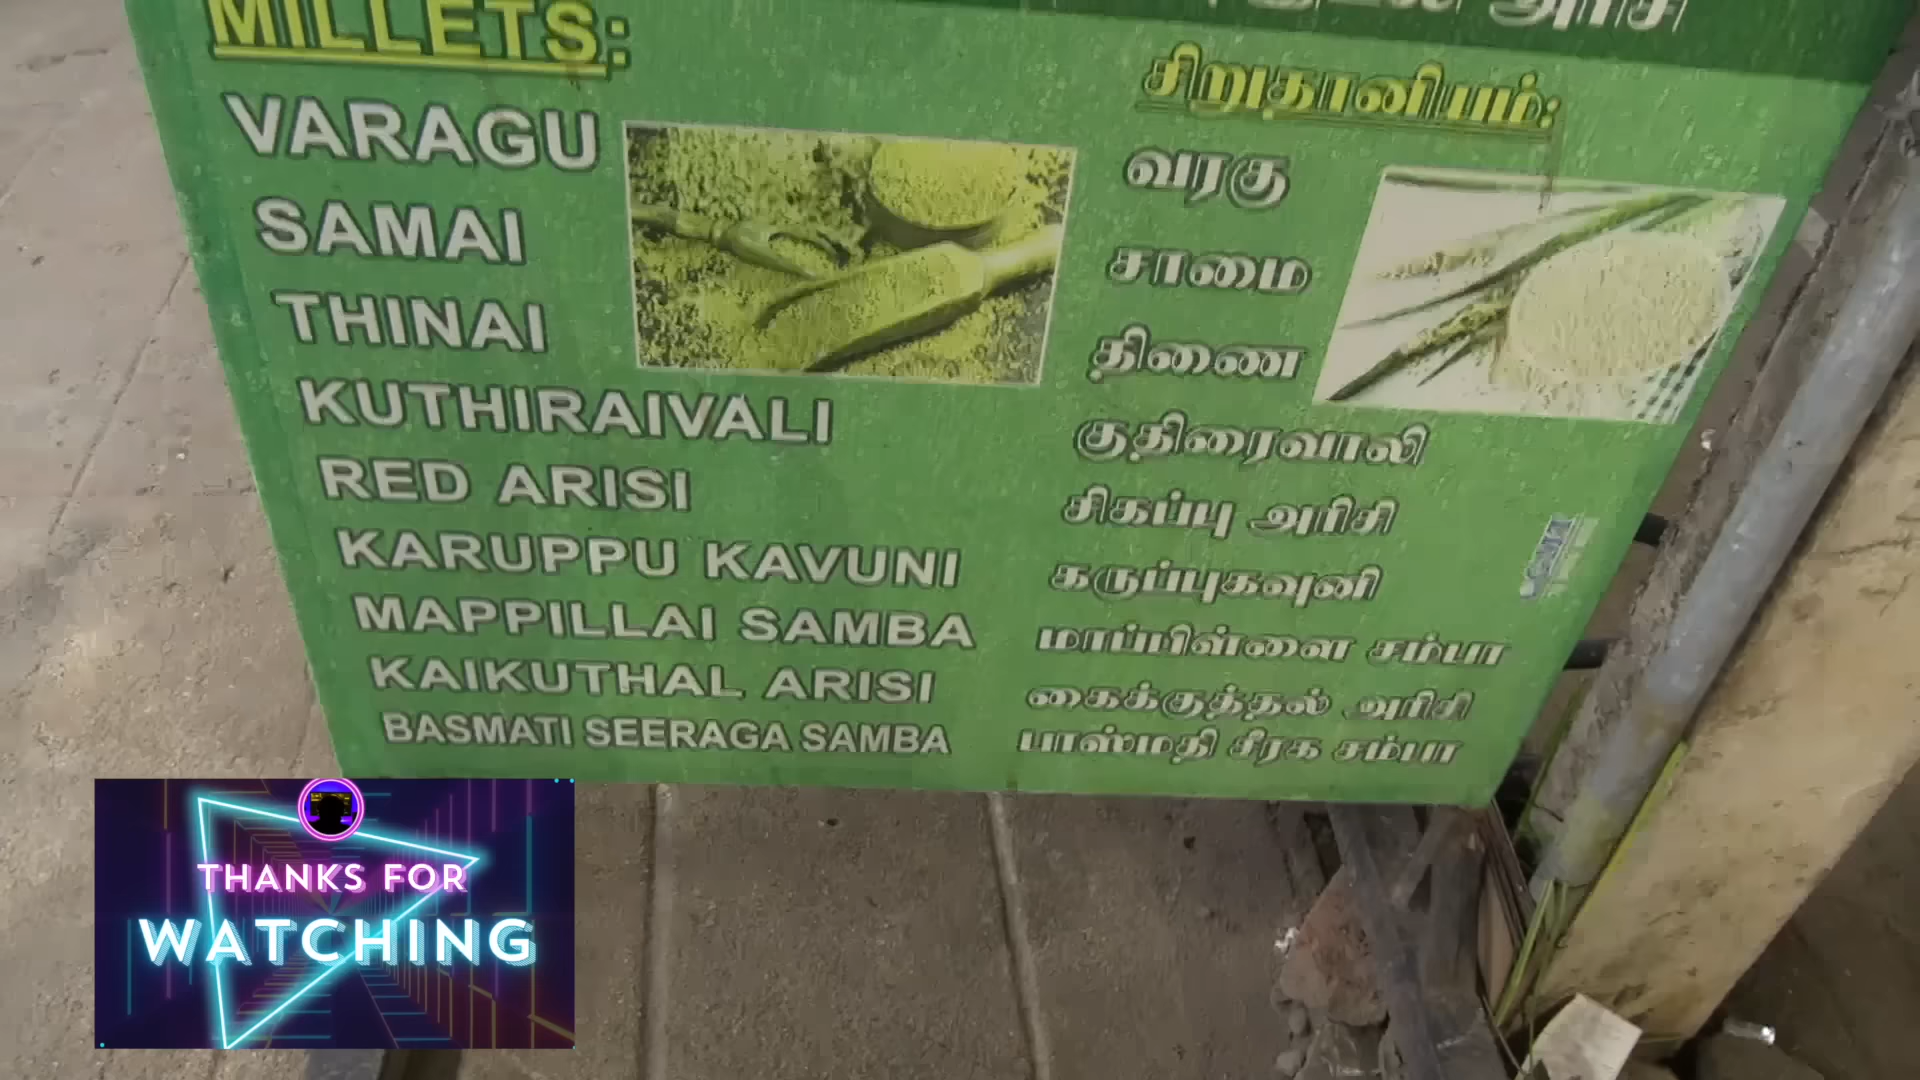 MILLETS:
VARAGU
SAMAI
THINAI
KUTHIRAIVALI
RED ARISI
KARUPPU KAVUNI
MAPPILLAI SAMBA
KAIKUTHAL ARISI
BASMATI SEERAGA SAMBA
அரிசி
சிறுதானியம்:
வரகு
சாமை
திணை
குதிரைவாலி
சிகப்பு அரிசி
கருப்புகவுனி
மாப்பிள்ளை சம்பா
கைக்குத்தல் அரிசி
பாஸ்மதி சீரக சம்பா
THANKS FOR
WATCHING